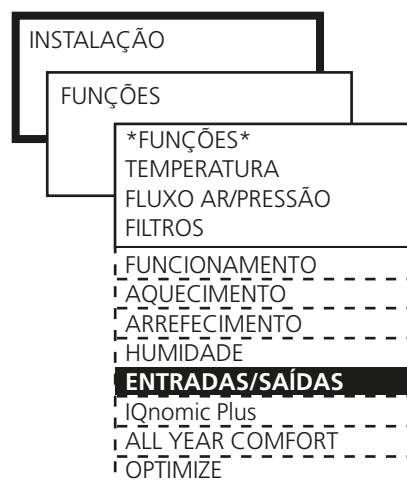 INSTALAÇÃO
FUNÇÕES
*FUNÇÕES*
TEMPERATURA
FLUXO AR/PRESSÃO
FILTROS
FUNCIONAMENTO
AQUECIMENTO
ARREFECIMENTO
HUMIDADE
ENTRADAS/SAÍDAS
IQnomic Plus
ALL YEAR COMFORT
OPTIMIZE